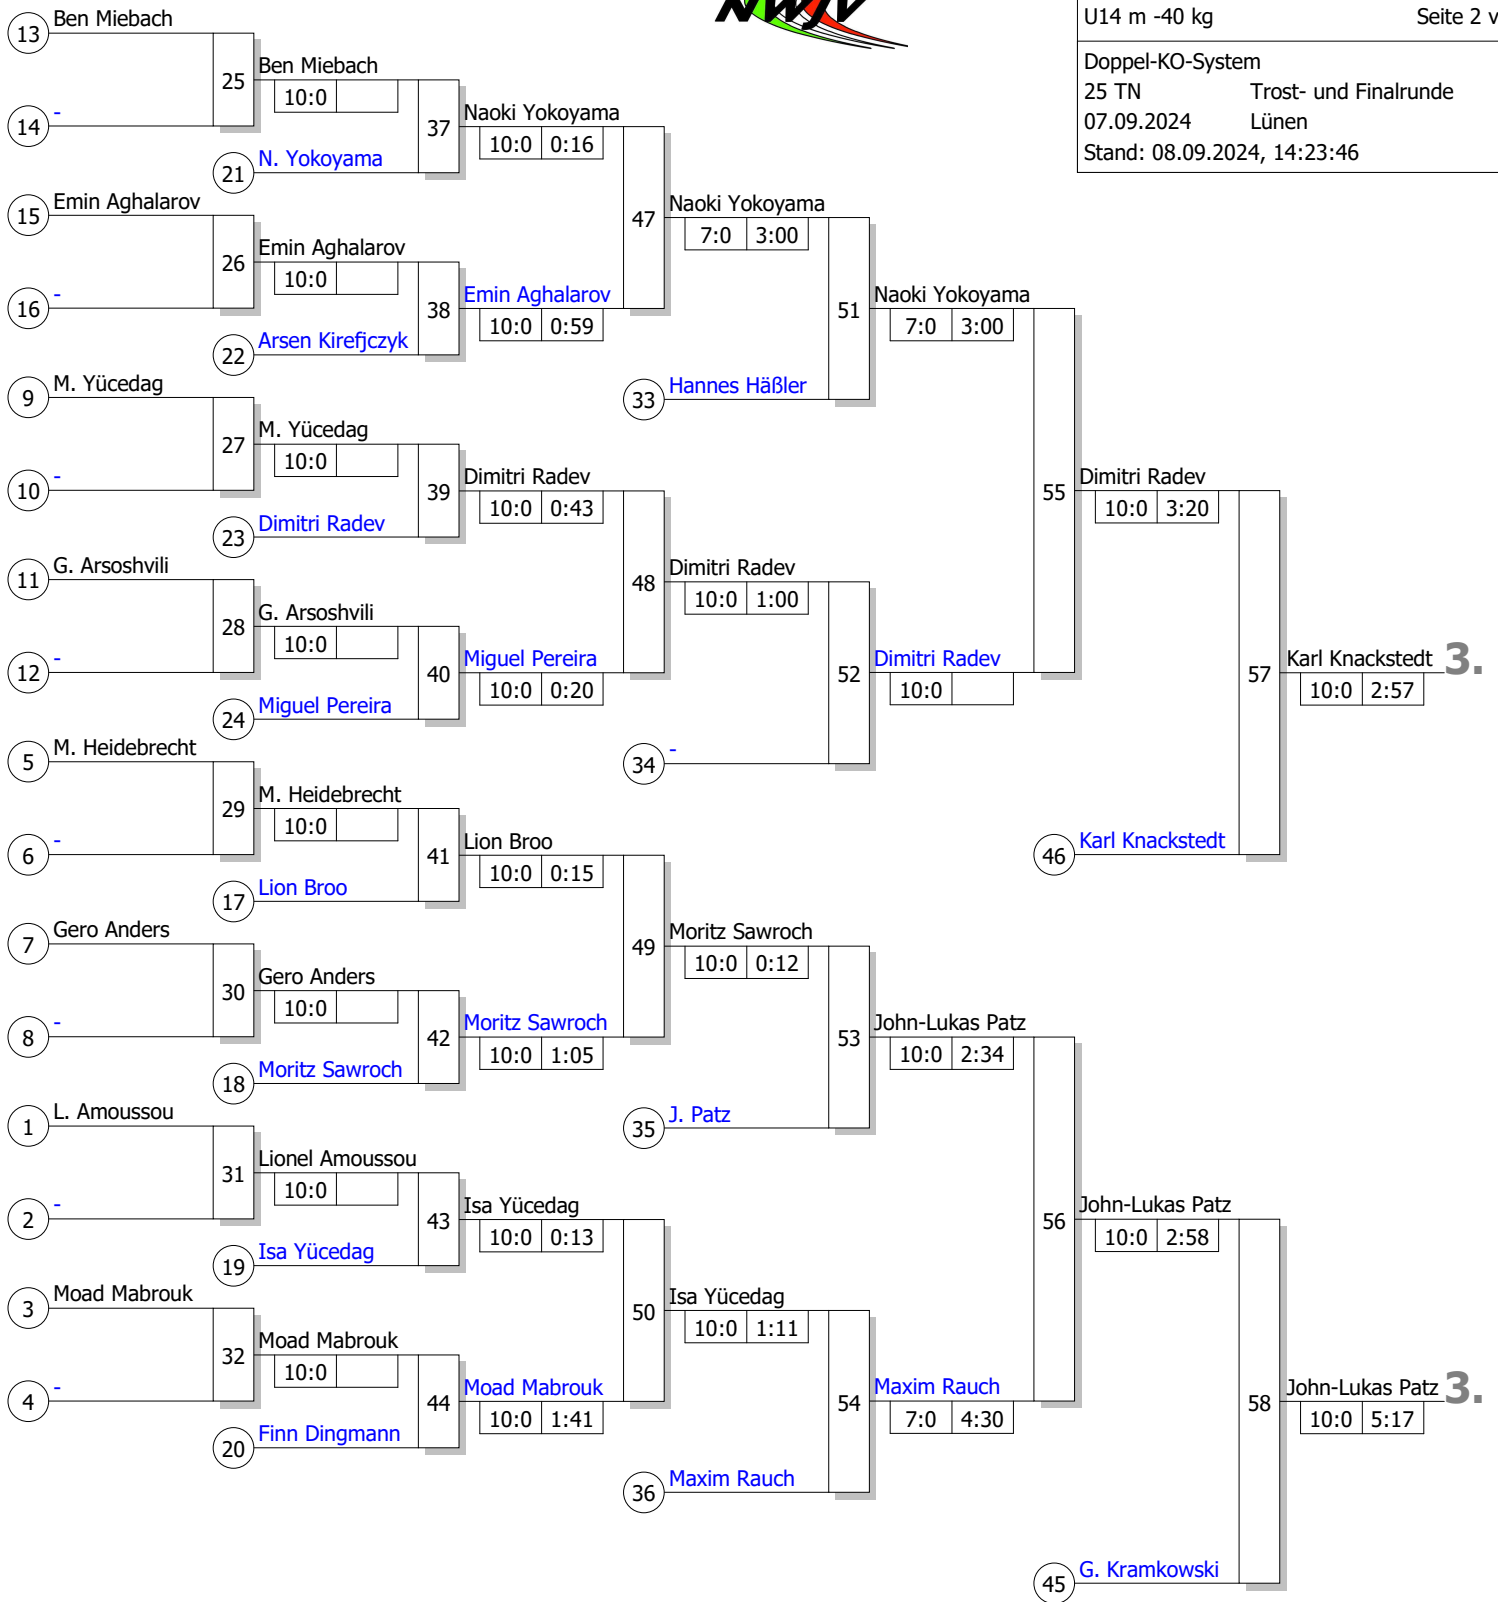 NWJV
U14 m -40 kg Seite 2 v
Doppel-KO-System
25 TN Trost- und Finalrunde
07.09.2024 Lünen
Stand: 08.09.2024, 14:23:46
13 Ben Miebach
14 -
25 Ben Miebach
10:0
21 N. Yokoyama
37 Naoki Yokoyama
10:0 0:16
15 Emin Aghalarov
16 -
26 Emin Aghalarov
10:0
22 Arsen Kirefjczyk
38 Emin Aghalarov
10:0 0:59
47 Naoki Yokoyama
7:0 3:00
33 Hannes Häßler
51 Naoki Yokoyama
7:0 3:00
9 M. Yücedag
10 -
27 M. Yücedag
10:0
23 Dimitri Radev
39 Dimitri Radev
10:0 0:43
11 G. Arsoshvili
12 -
28 G. Arsoshvili
10:0
24 Miguel Pereira
40 Miguel Pereira
10:0 0:20
48 Dimitri Radev
10:0 1:00
34 -
52 Dimitri Radev
10:0
55 Dimitri Radev
10:0 3:20
46 Karl Knackstedt
57 Karl Knackstedt 3.
10:0 2:57
5 M. Heidebrecht
6 -
29 M. Heidebrecht
10:0
17 Lion Broo
41 Lion Broo
10:0 0:15
7 Gero Anders
8 -
30 Gero Anders
10:0
18 Moritz Sawroch
42 Moritz Sawroch
10:0 1:05
49 Moritz Sawroch
10:0 0:12
35 J. Patz
53 John-Lukas Patz
10:0 2:34
1 L. Amoussou
2 -
31 Lionel Amoussou
10:0
19 Isa Yücedag
43 Isa Yücedag
10:0 0:13
3 Moad Mabrouk
4 -
32 Moad Mabrouk
10:0
20 Finn Dingmann
44 Moad Mabrouk
10:0 1:41
50 Isa Yücedag
10:0 1:11
36 Maxim Rauch
54 Maxim Rauch
7:0 4:30
56 John-Lukas Patz
10:0 2:58
45 G. Kramkowski
58 John-Lukas Patz 3.
10:0 5:17